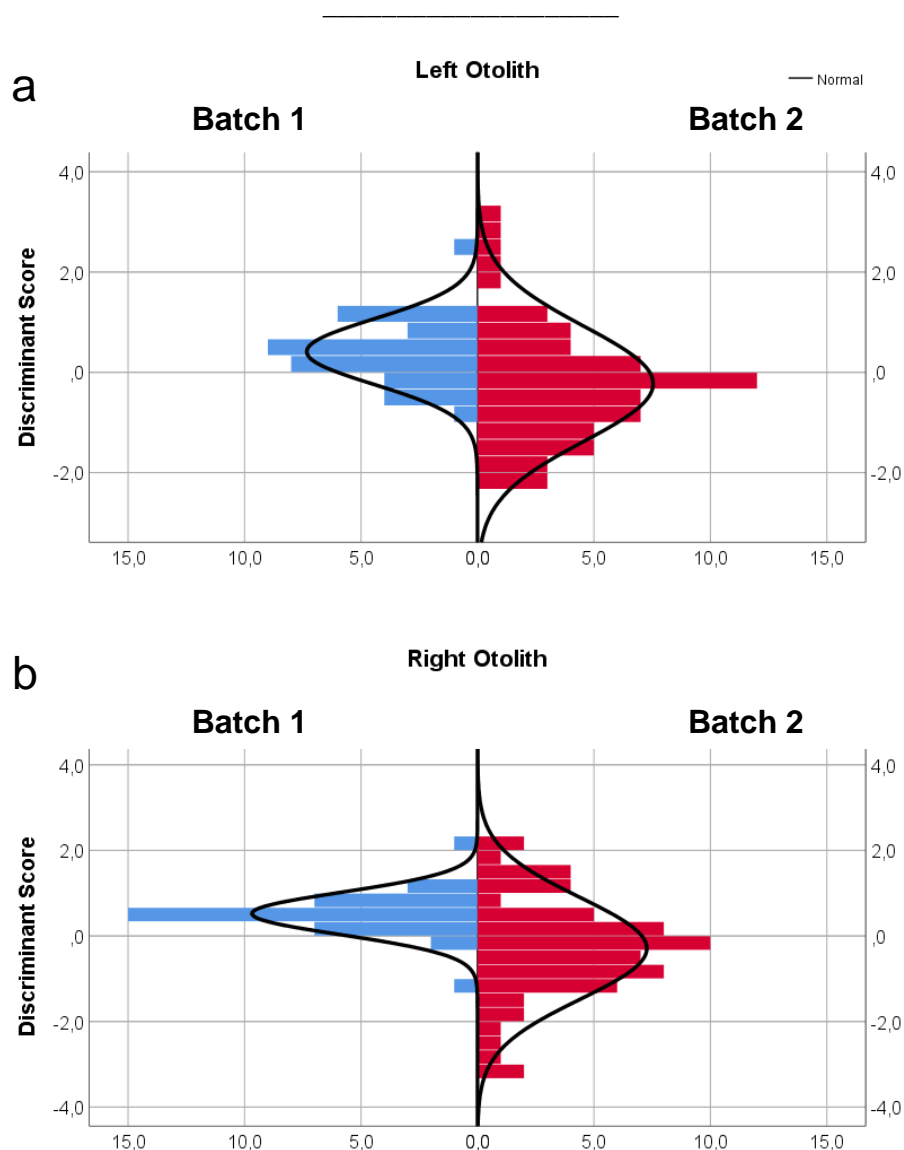 a
Left Otolith
Normal
Batch 1 Batch 2
4,0 4,0
2,0 2,0
,0 ,0
-2,0 -2,0
Discriminant Score
15,0 10,0 5,0 0,0 5,0 10,0 15,0
b
Right Otolith
Batch 1 Batch 2
4,0 4,0
2,0 2,0
,0 ,0
-2,0 -2,0
-4,0 -4,0
Discriminant Score
15,0 10,0 5,0 0,0 5,0 10,0 15,0